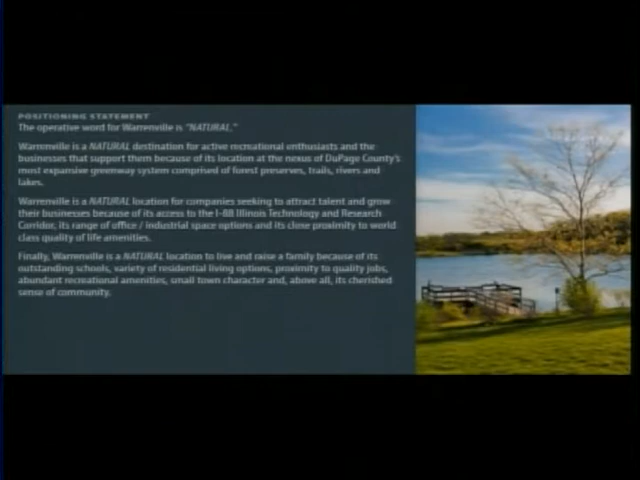 POSITIONING STATEMENT
The operative word for Warrenville is "NATURAL."
Warrenville is a NATURAL destination for active recreational enthusiasts and the
businesses that support them because of its location at the nexus of DuPage County's
most expansive greenway system comprised of forest preserves, trails, rivers and
lakes.
Warrenville is a NATURAL location for companies seeking to attract talent and grow
their businesses because of its access to the I-88 Illinois Technology and Research
Corridor, its range of office / industrial space options and its close proximity to world
class quality of life amenities.
Finally, Warrenville is a NATURAL location to live and raise a family because of its
outstanding schools, variety of residential living options, proximity to quality jobs,
abundant recreational amenities, small town character and, above all, its cherished
sense of community.